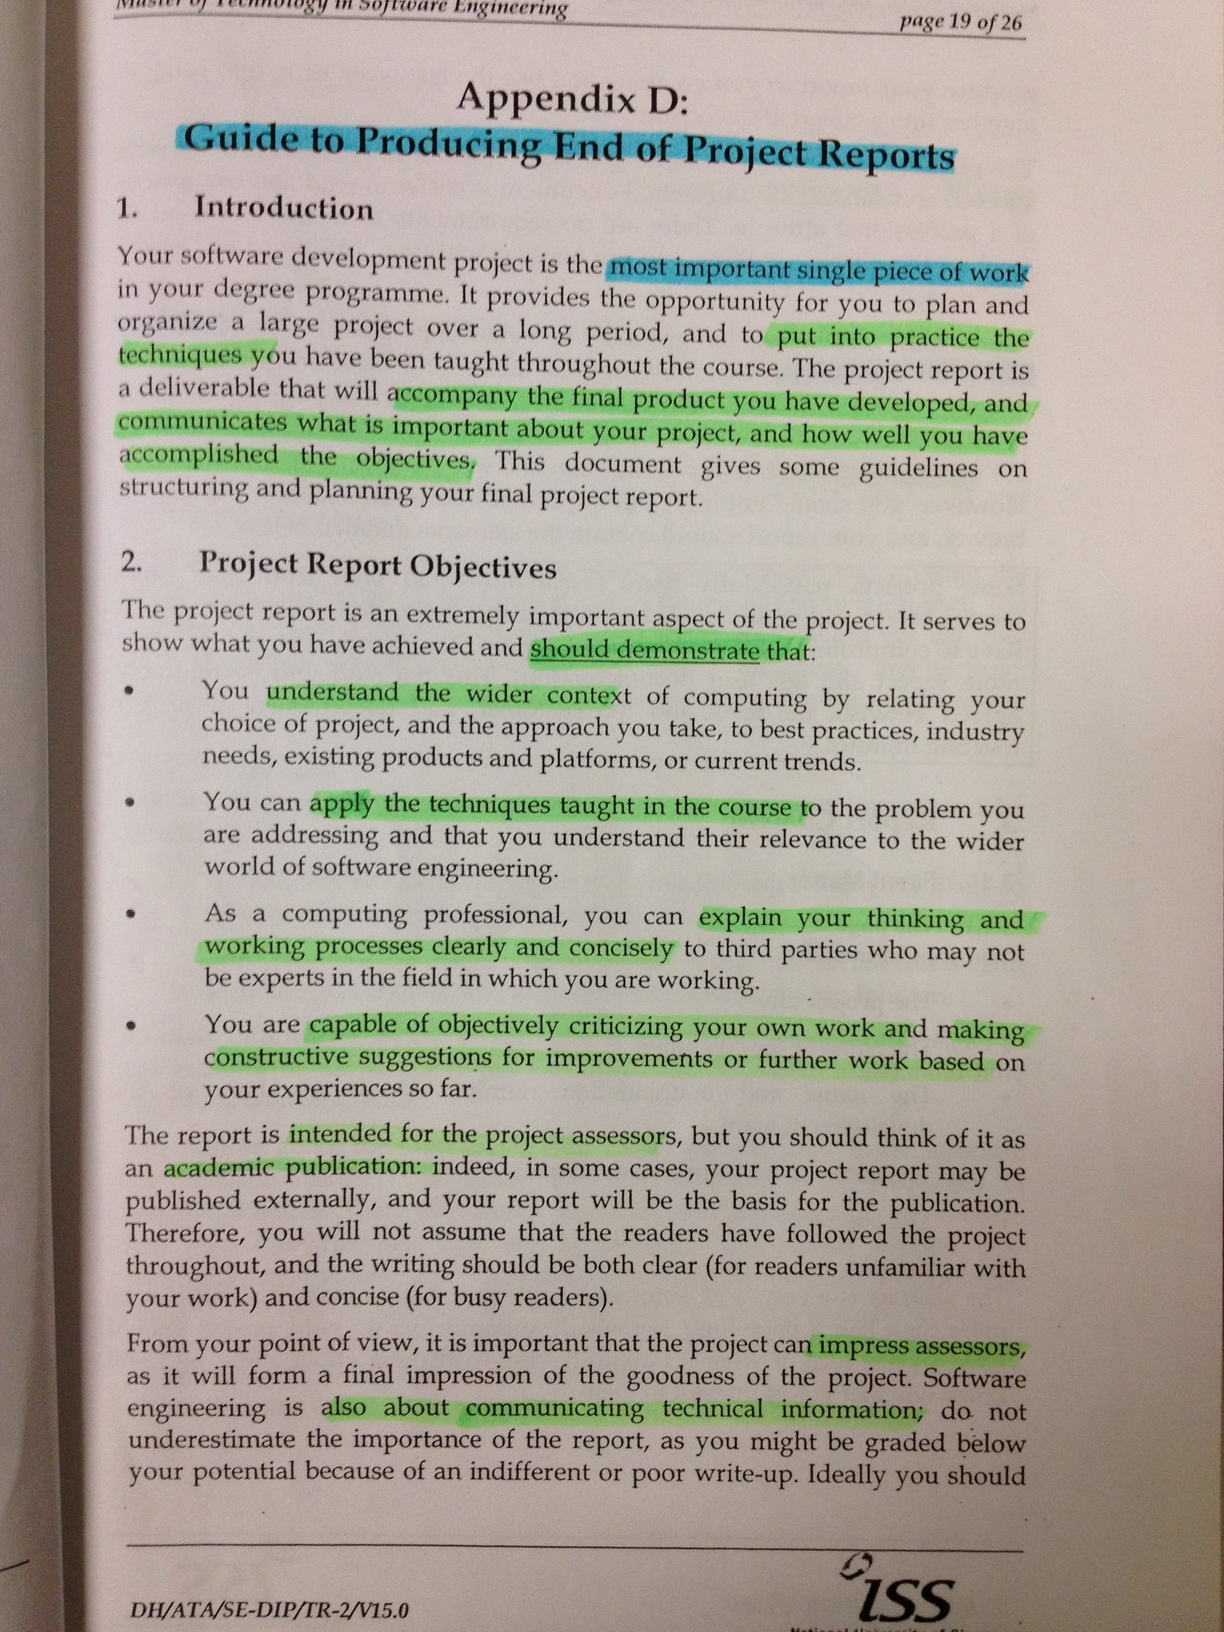 Master of Technology in Software Engineering
page 19 of 26
Appendix D:
Guide to Producing End of Project Reports
1. Introduction
Your software development project is the most important single piece of work
in your degree programme. It provides the opportunity for you to plan and
organize a large project over a long period, and to put into practice the
techniques you have been taught throughout the course. The project report is
a deliverable that will accompany the final product you have developed, and
communicates what is important about your project, and how well you have
accomplished the objectives. This document gives some guidelines on
structuring and planning your final project report.
2. Project Report Objectives
The project report is an extremely important aspect of the project. It serves to
show what you have achieved and should demonstrate that:
• You understand the wider context of computing by relating your
choice of project, and the approach you take, to best practices, industry
needs, existing products and platforms, or current trends.
• You can apply the techniques taught in the course to the problem you
are addressing and that you understand their relevance to the wider
world of software engineering.
• As a computing professional, you can explain your thinking and
working processes clearly and concisely to third parties who may not
be experts in the field in which you are working.
• You are capable of objectively criticizing your own work and making
constructive suggestions for improvements or further work based on
your experiences so far.
The report is intended for the project assessors, but you should think of it as
an academic publication: indeed, in some cases, your project report may be
published externally, and your report will be the basis for the publication.
Therefore, you will not assume that the readers have followed the project
throughout, and the writing should be both clear (for readers unfamiliar with
your work) and concise (for busy readers).
From your point of view, it is important that the project can impress assessors,
as it will form a final impression of the goodness of the project. Software
engineering is also about communicating technical information; do not
underestimate the importance of the report, as you might be graded below
your potential because of an indifferent or poor write-up. Ideally you should
DH/ATA/SE-DIP/TR-2/V15.0
ISS